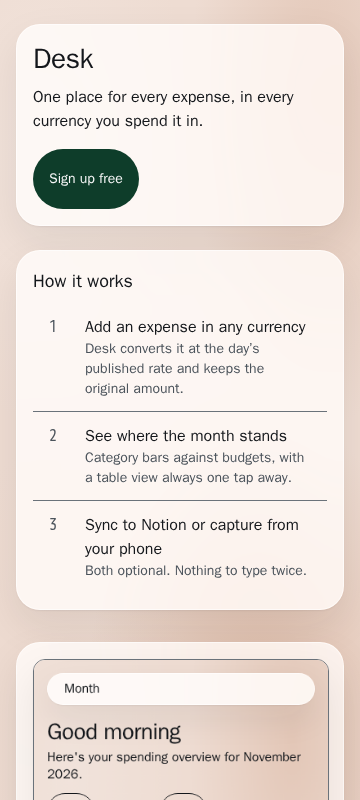 Desk
One place for every expense, in every
currency you spend it in.
Sign up free
How it works
1
Add an expense in any currency
Desk converts it at the day's
published rate and keeps the
original amount.
2
See where the month stands
Category bars against budgets, with
a table view always one tap away.
3
Sync to Notion or capture from
your phone
Both optional. Nothing to type twice.
Month
Good morning
Here's your spending overview for November
2026.